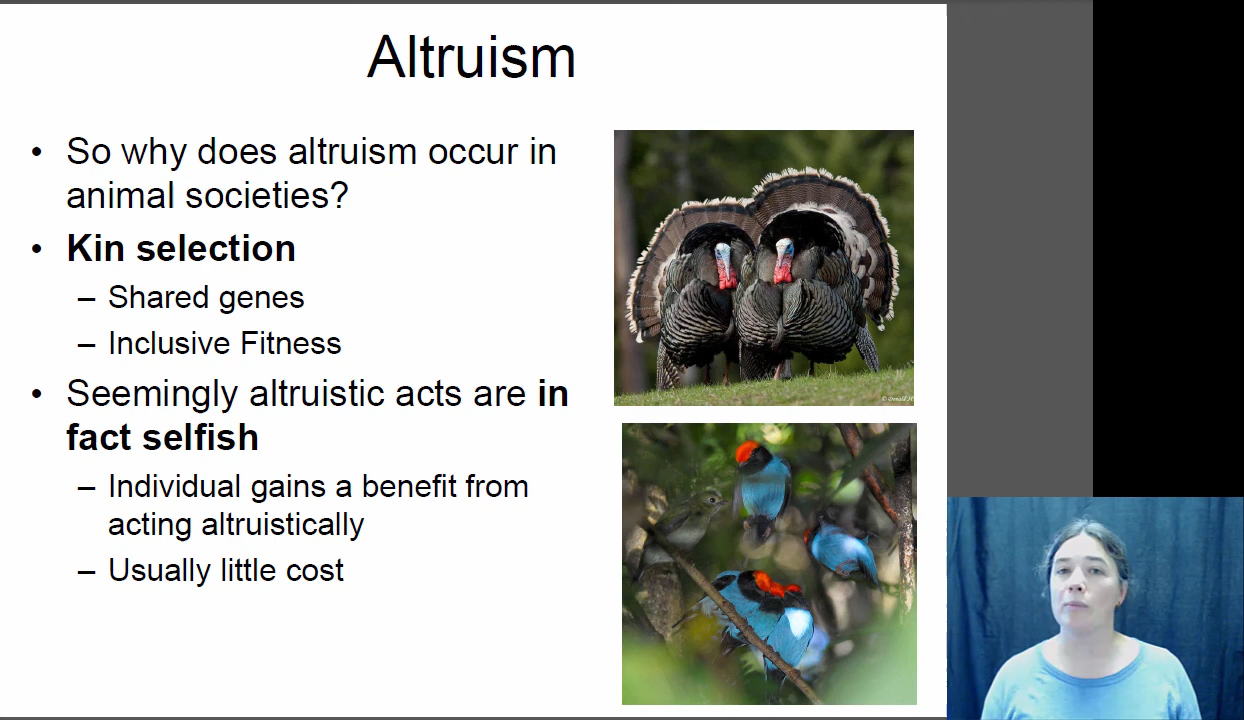 Altruism
• So why does altruism occur in
animal societies?
• Kin selection
– Shared genes
– Inclusive Fitness
• Seemingly altruistic acts are in
fact selfish
– Individual gains a benefit from
acting altruistically
– Usually little cost